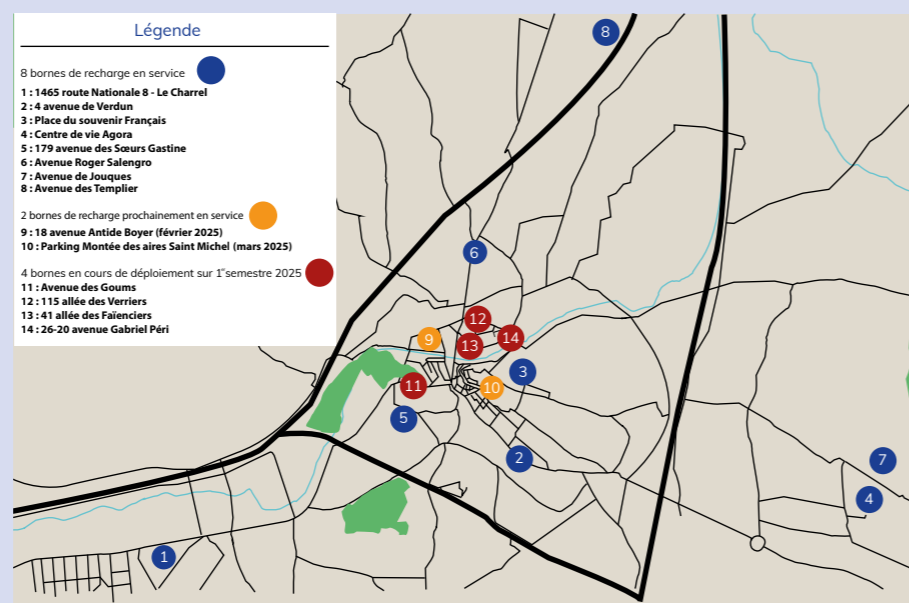 Légende
8 bornes de recharge en service
1 : 1465 route Nationale 8 - Le Charrel
2 : 4 avenue de Verdun
3 : Place du souvenir Français
4 : Centre de vie Agora
5 : 179 avenue des Sœurs Gastine
6 : Avenue Roger Salengro
7 : Avenue de Jouques
8 : Avenue des Templier
2 bornes de recharge prochainement en service
9 : 18 avenue Antide Boyer (février 2025)
10 : Parking Montée des aires Saint Michel (mars 2025)
4 bornes en cours de déploiement sur 1er semestre 2025
11 : Avenue des Goums
12 : 115 allée des Verriers
13 : 41 allée des Faïenciers
14 : 26-20 avenue Gabriel Péri
8
6
12
14
9
13
3
11
10
5
2
7
4
1